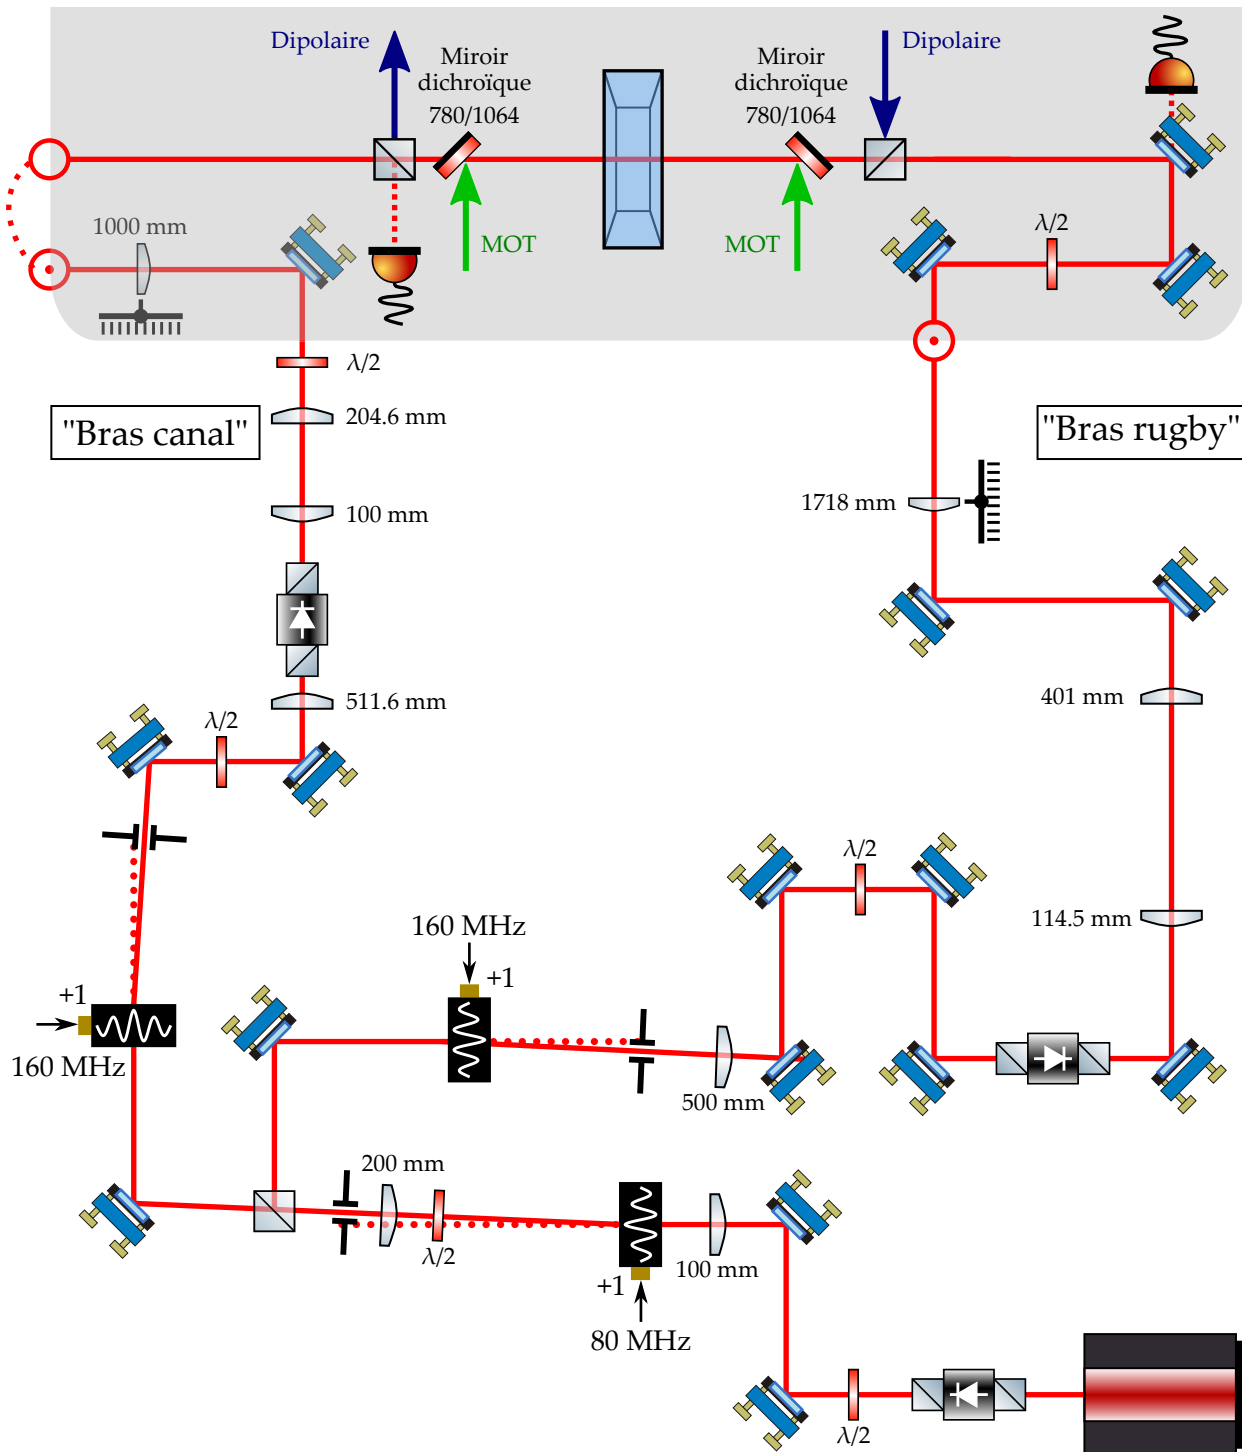 Dipolaire
Miroir
dichroïque
780/1064
Miroir
dichroïque
780/1064
Dipolaire
1000 mm
MOT
MOT
λ/2
λ/2
204.6 mm
"Bras canal"
"Bras rugby"
100 mm
1718 mm
511.6 mm
401 mm
λ/2
λ/2
114.5 mm
160 MHz
+1
+1
160 MHz
500 mm
200 mm
λ/2
100 mm
+1
80 MHz
λ/2